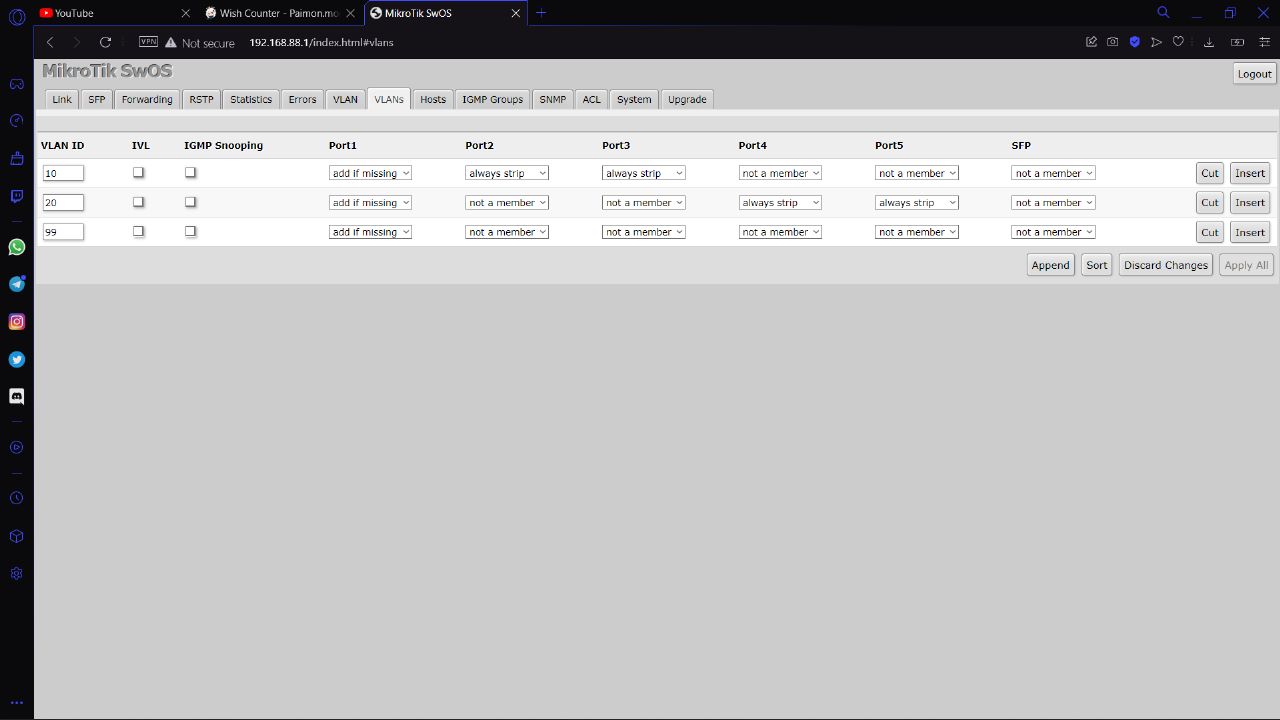 YouTube Wish Counter - Paimon.mo MikroTik SwOS
VPN Not secure 192.168.88.1/index.html#vlans
MikroTik SwOS Logout
Link SFP Forwarding RSTP Statistics Errors VLAN VLANs Hosts IGMP Groups SNMP ACL System Upgrade
VLAN ID IVL IGMP Snooping Port1 Port2 Port3 Port4 Port5 SFP
10 add if missing always strip always strip not a member not a member not a member Cut Insert
20 add if missing not a member not a member always strip always strip not a member Cut Insert
99 add if missing not a member not a member not a member not a member not a member Cut Insert
Append Sort Discard Changes Apply All